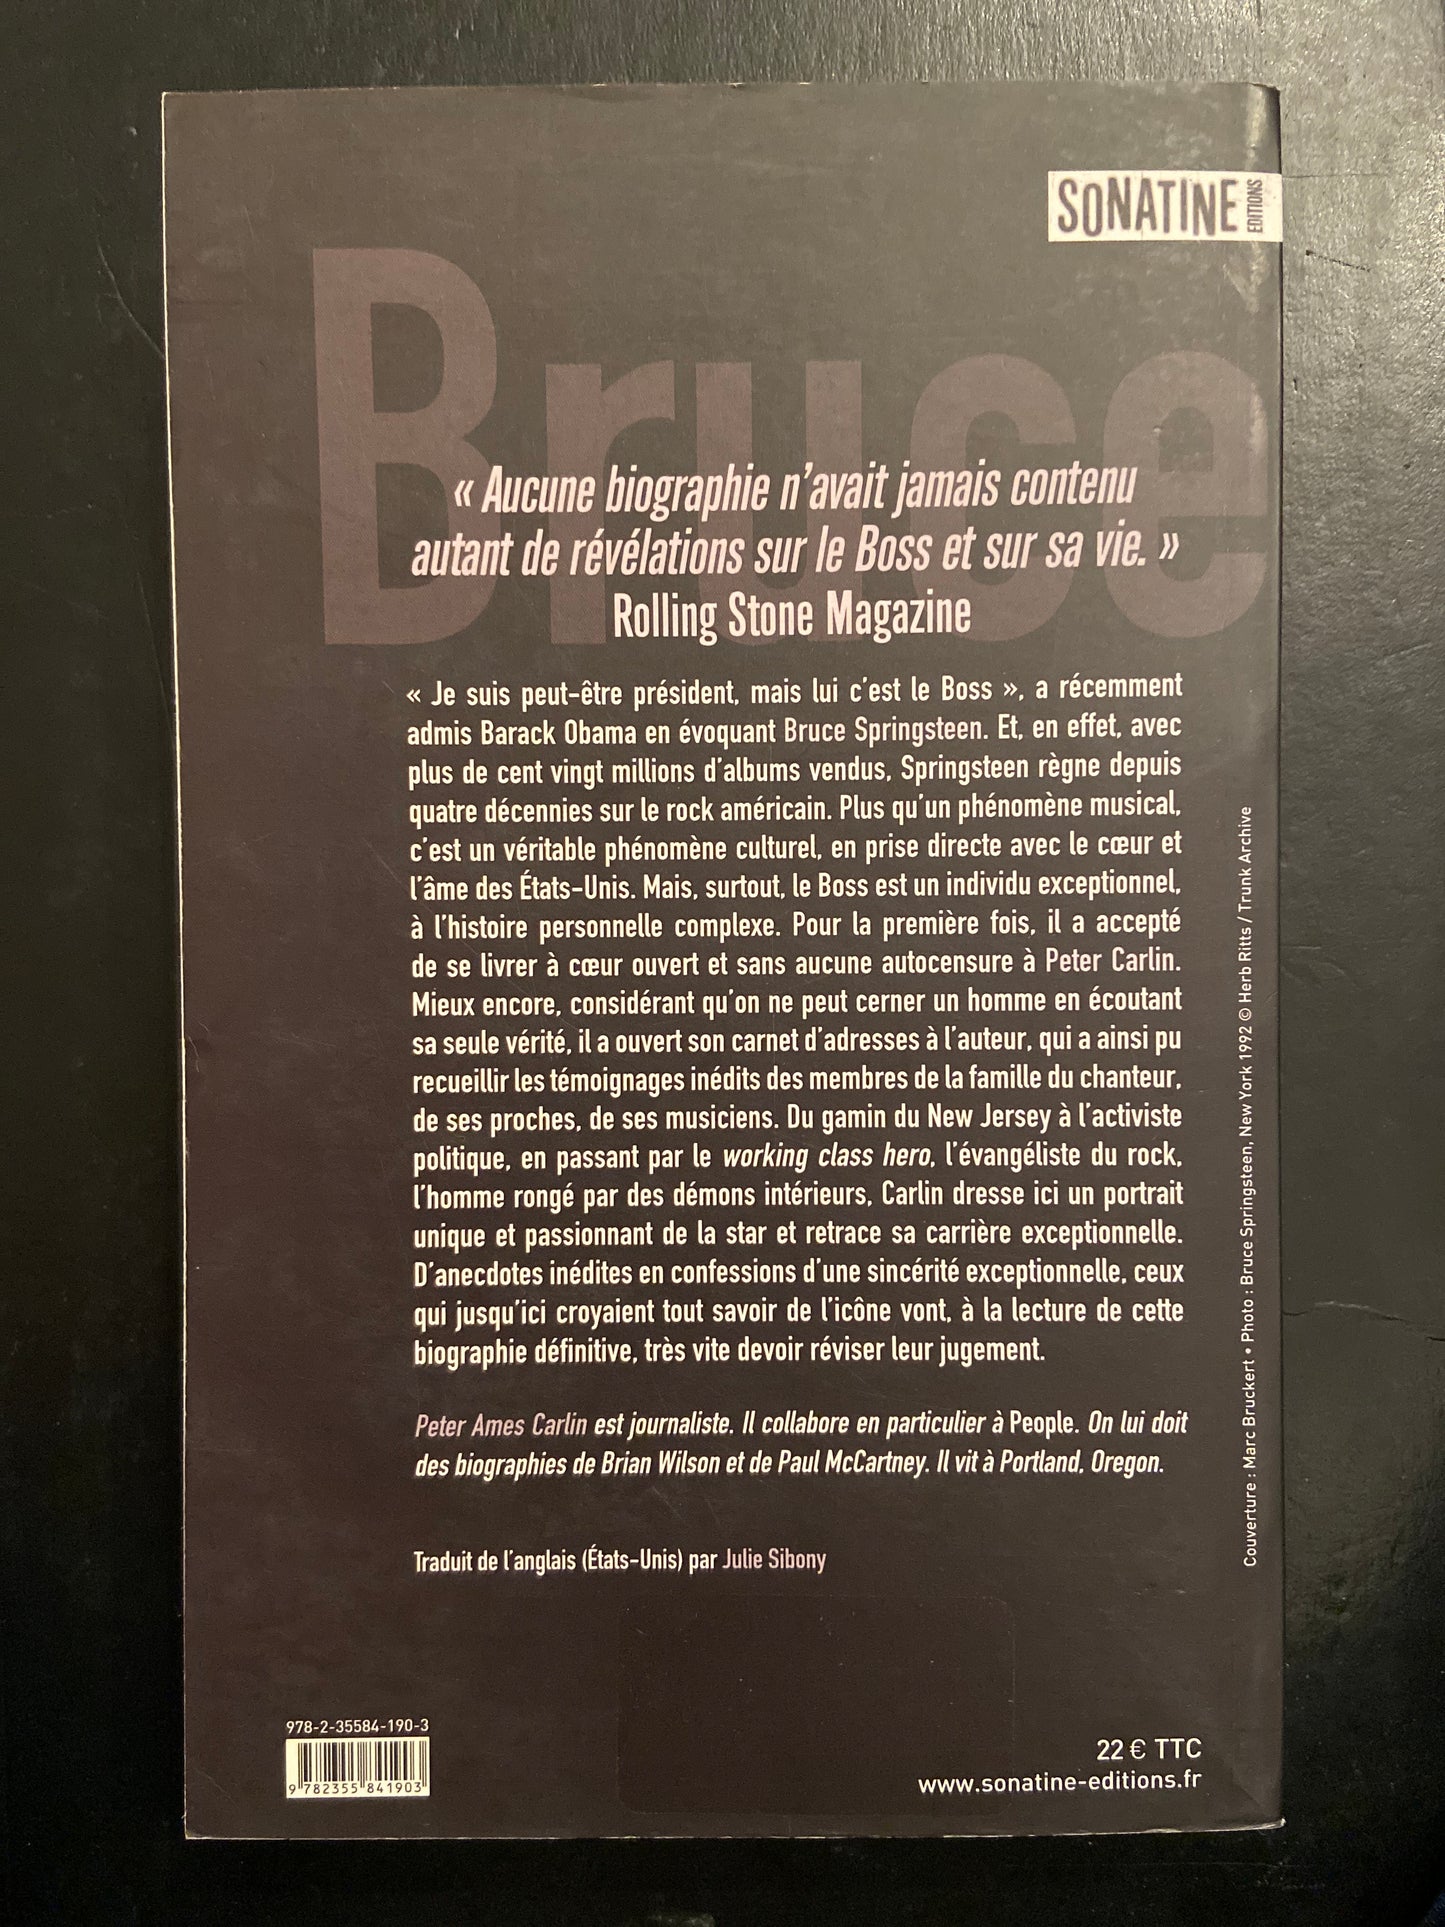 SONATINE
EDITIONS
Bruce
« Aucune biographie n'avait jamais contenu
autant de révélations sur le Boss et sur sa vie. »
Rolling Stone Magazine
« Je suis peut-être président, mais lui c'est le Boss », a récemment
admis Barack Obama en évoquant Bruce Springsteen. Et, en effet, avec
plus de cent vingt millions d'albums vendus, Springsteen règne depuis
quatre décennies sur le rock américain. Plus qu'un phénomène musical,
c'est un véritable phénomène culturel, en prise directe avec le cœur et
l'âme des États-Unis. Mais, surtout, le Boss est un individu exceptionnel,
à l'histoire personnelle complexe. Pour la première fois, il a accepté
de se livrer à cœur ouvert et sans aucune autocensure à Peter Carlin.
Mieux encore, considérant qu'on ne peut cerner un homme en écoutant
sa seule vérité, il a ouvert son carnet d'adresses à l'auteur, qui a ainsi pu
recueillir les témoignages inédits des membres de la famille du chanteur,
de ses proches, de ses musiciens. Du gamin du New Jersey à l'activiste
politique, en passant par le working class hero, l'évangéliste du rock,
l'homme rongé par des démons intérieurs, Carlin dresse ici un portrait
unique et passionnant de la star et retrace sa carrière exceptionnelle.
D'anecdotes inédites en confessions d'une sincérité exceptionnelle, ceux
qui jusqu'ici croyaient tout savoir de l'icône vont, à la lecture de cette
biographie définitive, très vite devoir réviser leur jugement.
Peter Ames Carlin est journaliste. Il collabore en particulier à People. On lui doit
des biographies de Brian Wilson et de Paul McCartney. Il vit à Portland, Oregon.
Traduit de l'anglais (États-Unis) par Julie Sibony
Couverture : Marc Bruckert • Photo : Bruce Springsteen, New York 1992 © Herb Ritts / Trunk Archive
978-2-35584-190-3
9 782355 841903
22 € TTC
www.sonatine-editions.fr